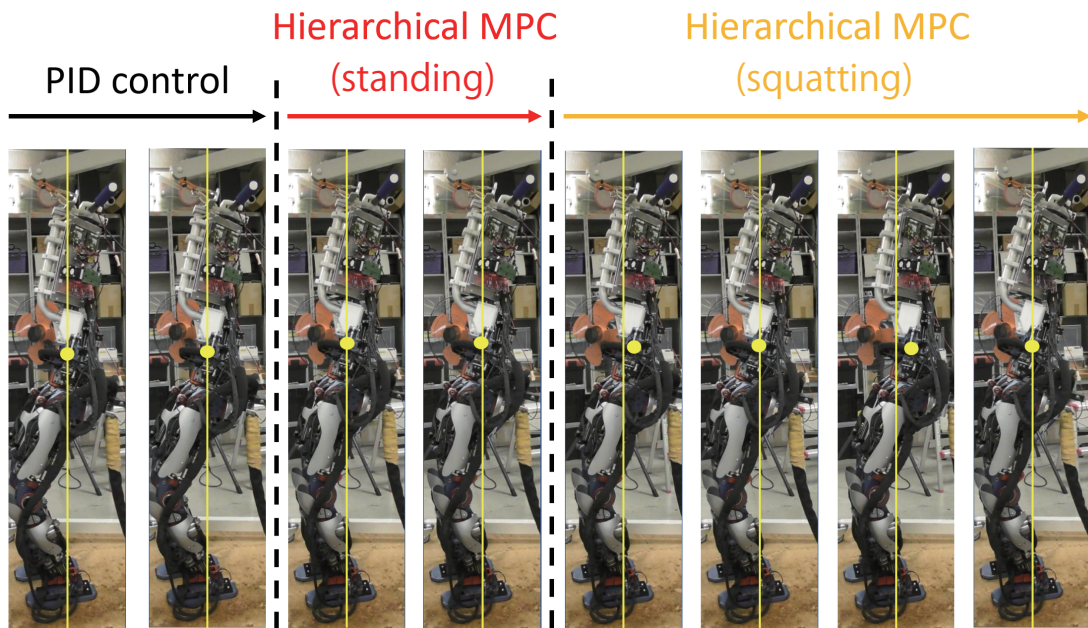 PID control
Hierarchical MPC
(standing)
Hierarchical MPC
(squatting)